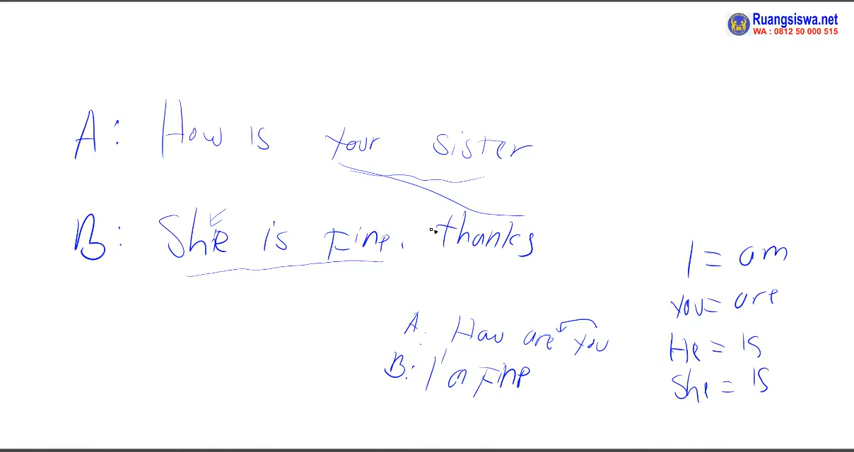 Ruangsiswa.net
WA : 0812 50 000 515
A: How is your sister
B: She is Fine. thanks
I = am
you = are
He = is
She = is
A: Hau are you
B: I'm Fine